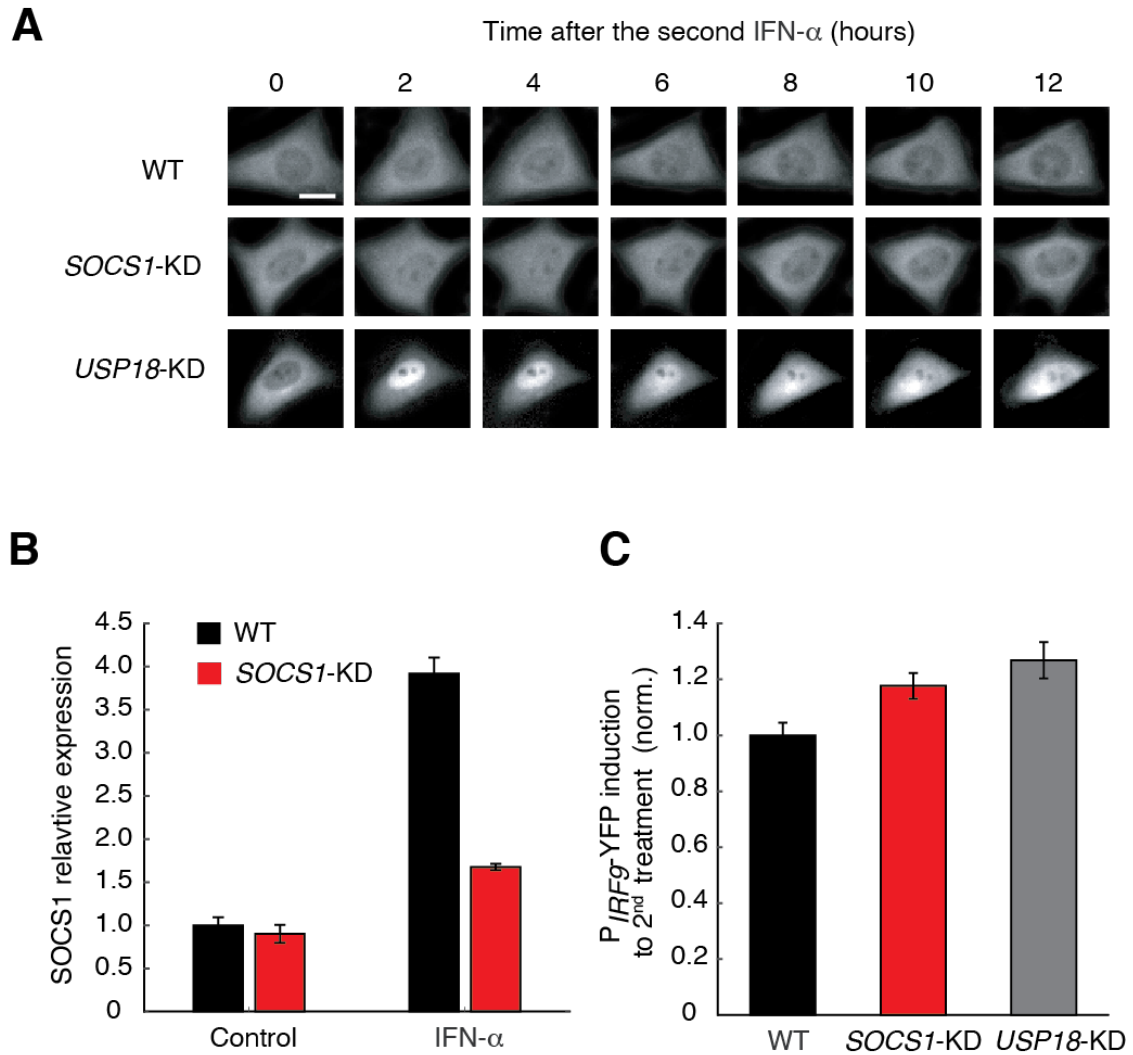 A
Time after the second IFN-α (hours)
0 2 4 6 8 10 12
WT
SOCS1-KD
USP18-KD
B
SOCS1 relavtive expression
4.5
4.0
3.5
3.0
2.5
2.0
1.5
1.0
0.5
0
WT
SOCS1-KD
Control IFN-α
C
PIRF9-YFP induction
to 2nd treatment (norm.)
1.4
1.2
1.0
0.8
0.6
0.4
0.2
0
WT SOCS1-KD USP18-KD